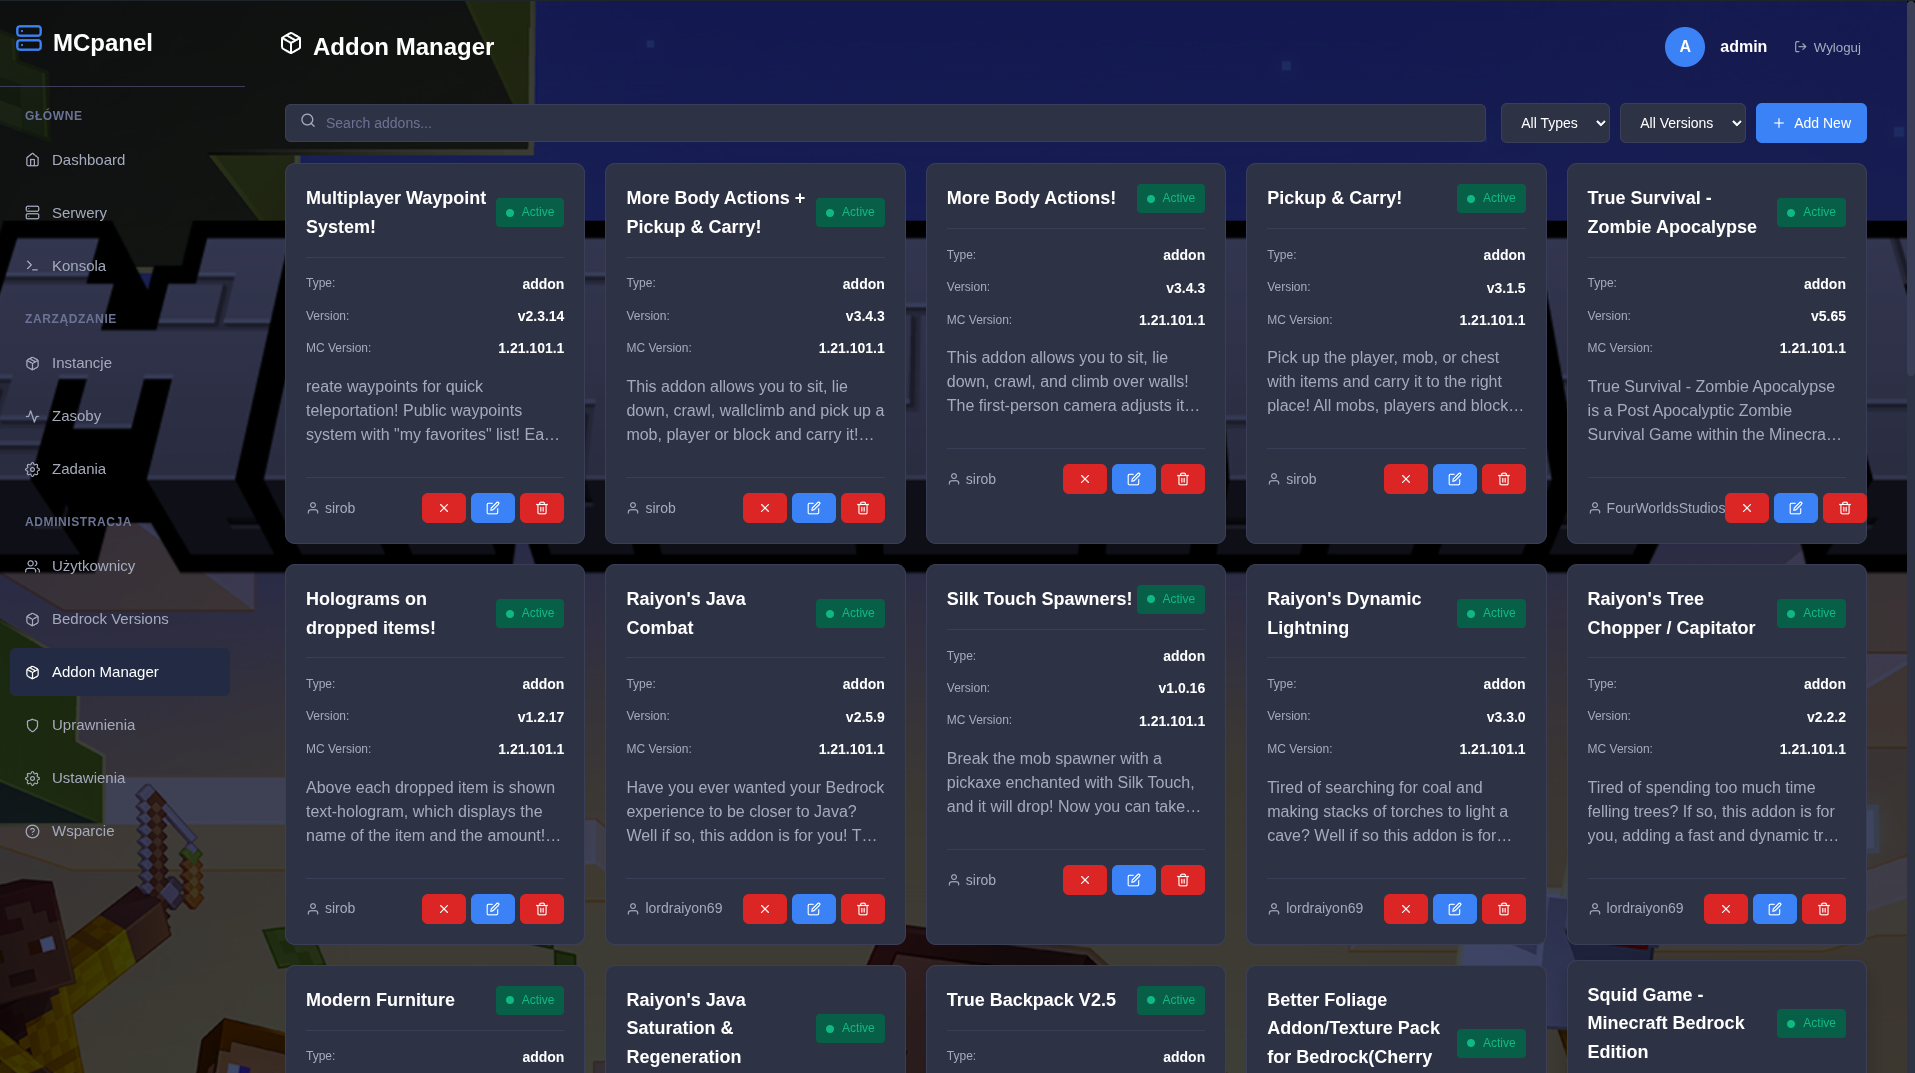 MCpanel
Addon Manager
A
admin
Wyloguj
GŁÓWNE
Dashboard
Serwery
Konsola
ZARZĄDZANIE
Instancje
Zasoby
Zadania
ADMINISTRACJA
Użytkownicy
Bedrock Versions
Addon Manager
Uprawnienia
Ustawienia
Wsparcie
Search addons...
All Types
All Versions
Add New
Multiplayer Waypoint
System!
Active
Type: addon
Version: v2.3.14
MC Version: 1.21.101.1
reate waypoints for quick
teleportation! Public waypoints
system with "my favorites" list! Ea…
sirob
More Body Actions +
Pickup & Carry!
Active
Type: addon
Version: v3.4.3
MC Version: 1.21.101.1
This addon allows you to sit, lie
down, crawl, wallclimb and pick up a
mob, player or block and carry it!…
sirob
More Body Actions!
Active
Type: addon
Version: v3.4.3
MC Version: 1.21.101.1
This addon allows you to sit, lie
down, crawl, and climb over walls!
The first-person camera adjusts it…
sirob
Pickup & Carry!
Active
Type: addon
Version: v3.1.5
MC Version: 1.21.101.1
Pick up the player, mob, or chest
with items and carry it to the right
place! All mobs, players and block…
sirob
True Survival -
Zombie Apocalypse
Active
Type: addon
Version: v5.65
MC Version: 1.21.101.1
True Survival - Zombie Apocalypse
is a Post Apocalyptic Zombie
Survival Game within the Minecra…
FourWorldsStudios
Holograms on
dropped items!
Active
Type: addon
Version: v1.2.17
MC Version: 1.21.101.1
Above each dropped item is shown
text-hologram, which displays the
name of the item and the amount!…
sirob
Raiyon's Java
Combat
Active
Type: addon
Version: v2.5.9
MC Version: 1.21.101.1
Have you ever wanted your Bedrock
experience to be closer to Java?
Well if so, this addon is for you! T…
lordraiyon69
Silk Touch Spawners!
Active
Type: addon
Version: v1.0.16
MC Version: 1.21.101.1
Break the mob spawner with a
pickaxe enchanted with Silk Touch,
and it will drop! Now you can take…
sirob
Raiyon's Dynamic
Lightning
Active
Type: addon
Version: v3.3.0
MC Version: 1.21.101.1
Tired of searching for coal and
making stacks of torches to light a
cave? Well if so this addon is for…
lordraiyon69
Raiyon's Tree
Chopper / Capitator
Active
Type: addon
Version: v2.2.2
MC Version: 1.21.101.1
Tired of spending too much time
felling trees? If so, this addon is for
you, adding a fast and dynamic tr…
lordraiyon69
Modern Furniture
Active
Type: addon
Raiyon's Java
Saturation &
Regeneration
Active
True Backpack V2.5
Active
Type: addon
Better Foliage
Addon/Texture Pack
for Bedrock(Cherry
Active
Squid Game -
Minecraft Bedrock
Edition
Active